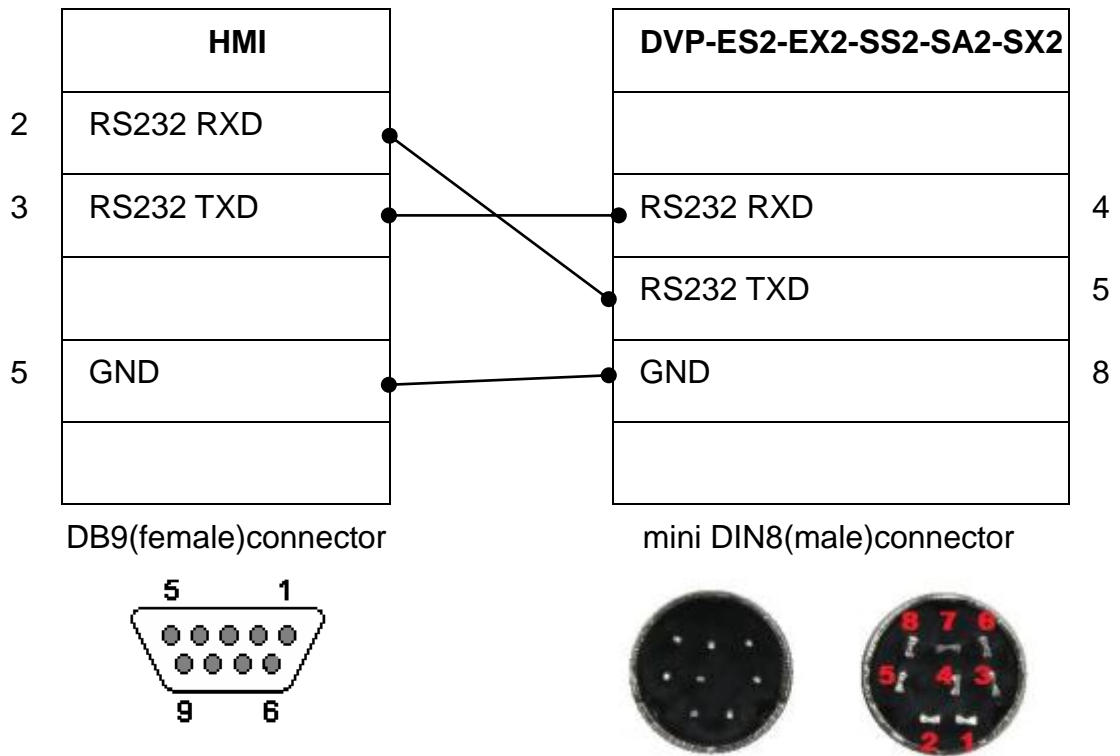 HMI DVP-ES2-EX2-SS2-SA2-SX2
2 RS232 RXD
3 RS232 TXD RS232 RXD 4
RS232 TXD 5
5 GND GND 8
DB9(female)connector mini DIN8(male)connector
5 1
9 6
8 7 6
5 4 3
2 1